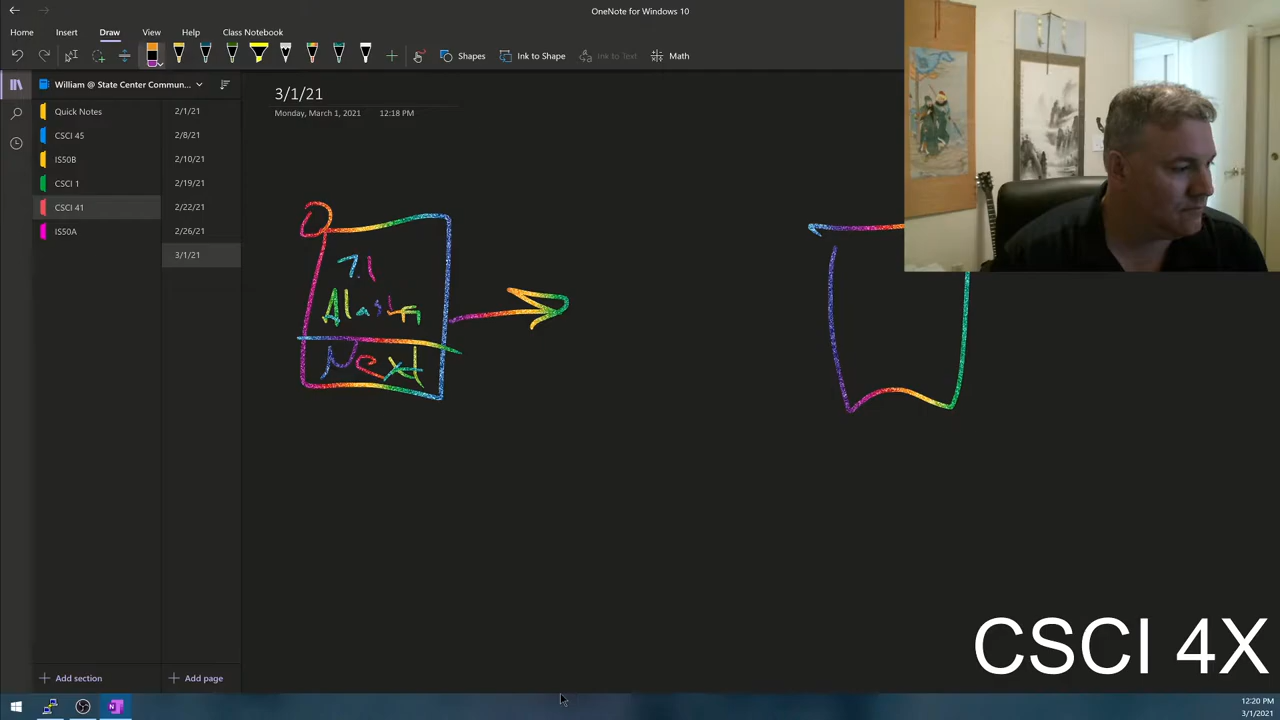 OneNote for Windows 10
Home Insert Draw View Help Class Notebook
Shapes Ink to Shape Ink to Text Math
William @ State Center Commun...
Quick Notes
CSCI 45
IS50B
CSCI 1
CSCI 41
IS50A
2/1/21
2/8/21
2/10/21
2/19/21
2/22/21
2/26/21
3/1/21
3/1/21
Monday, March 1, 2021 12:18 PM
7.1
Next
CSCI 4X
Add section
Add page
12:20 PM
3/1/2021